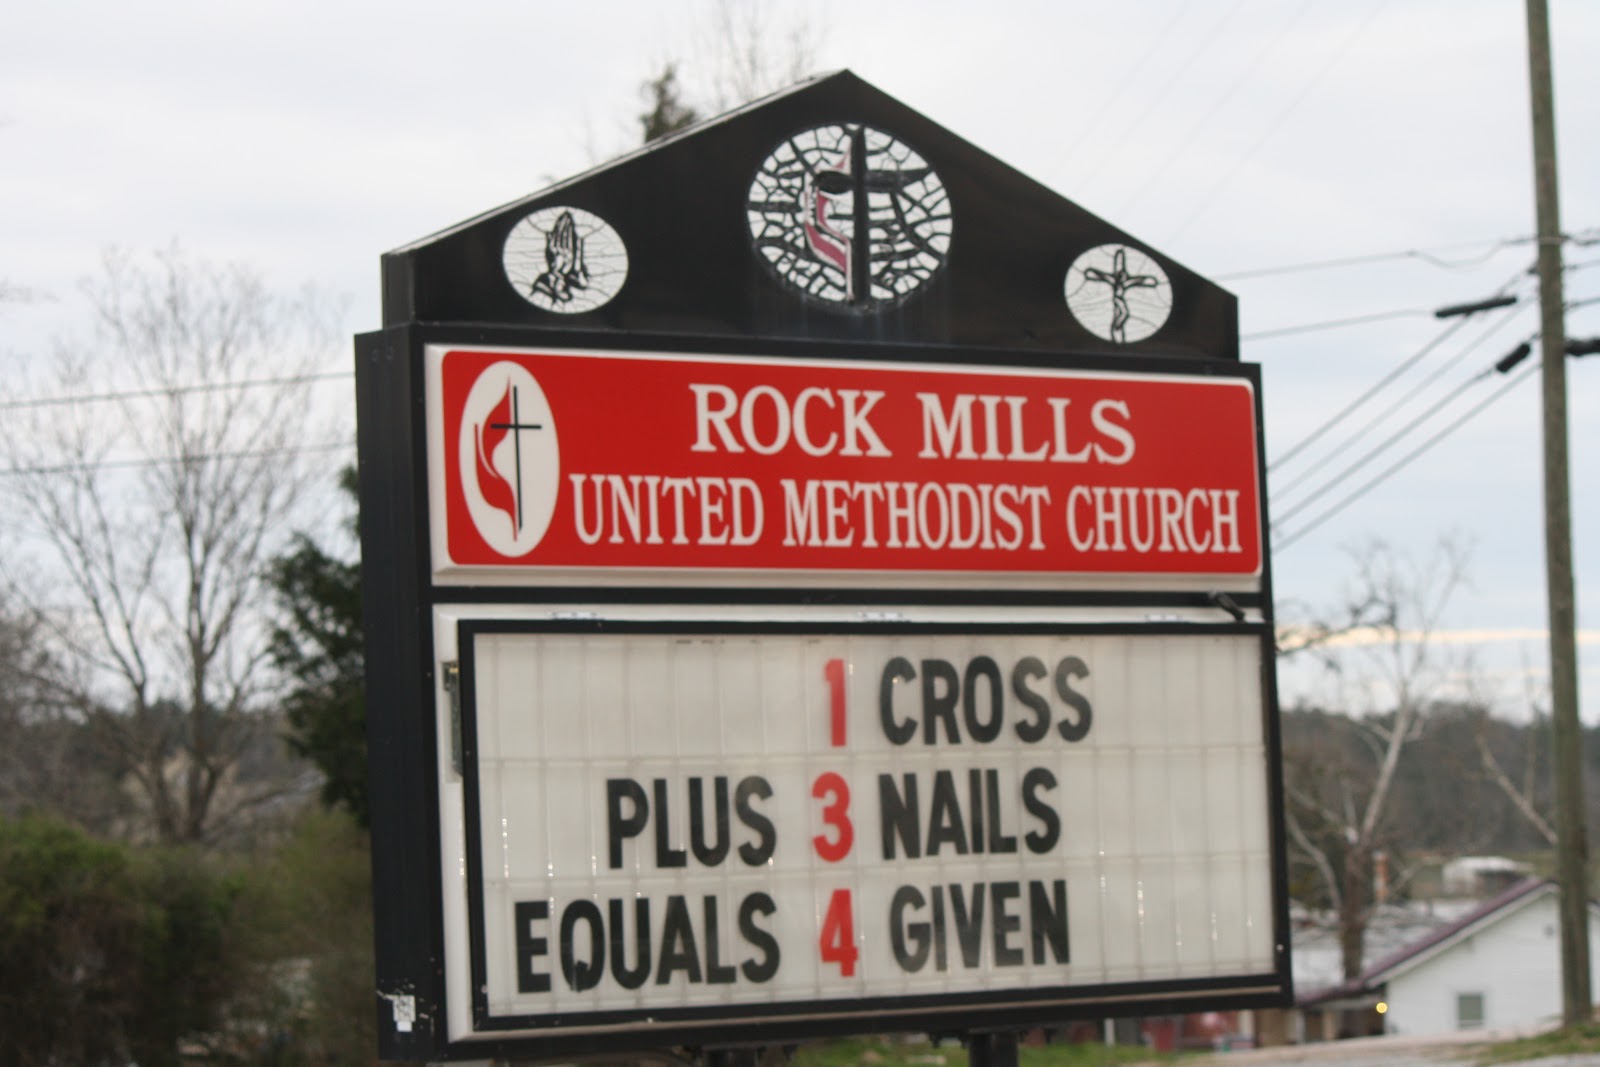 ROCK MILLS
UNITED METHODIST CHURCH
1 CROSS
PLUS 3 NAILS
EQUALS 4 GIVEN